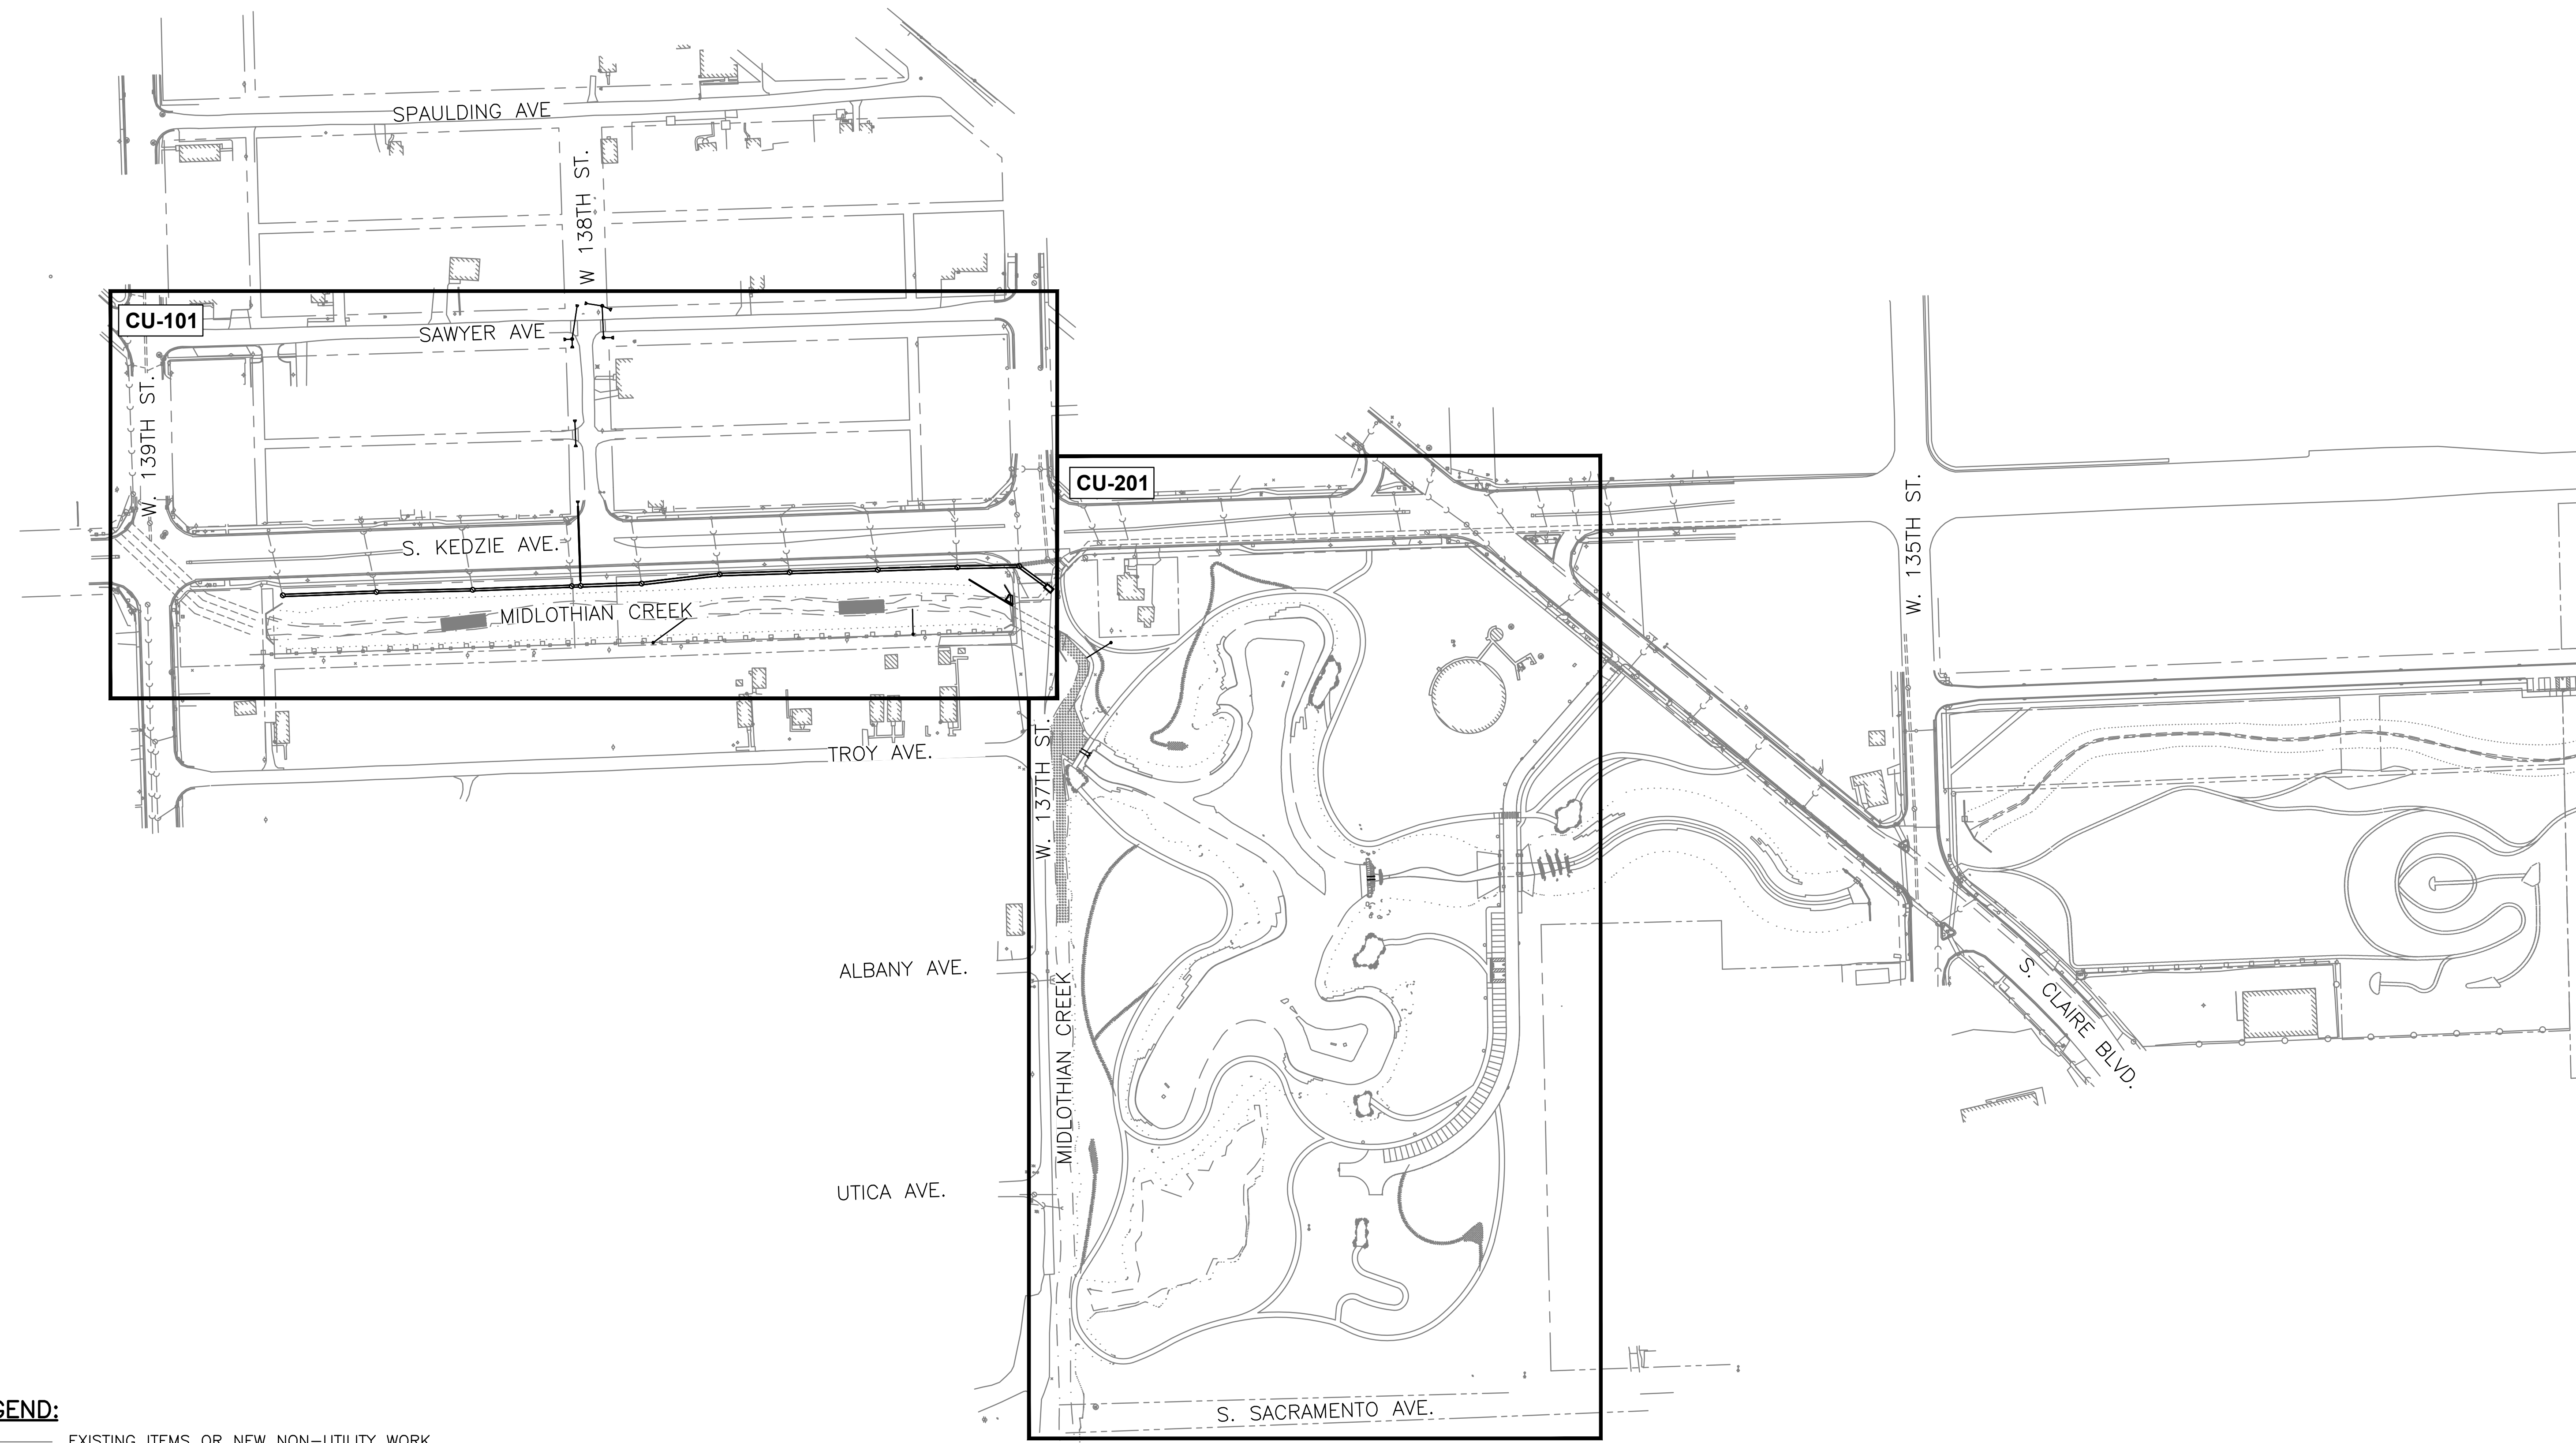 SPAULDING AVE
W 138TH ST.
CU-101
SAWYER AVE
W. 139TH ST.
CU-201
S. KEDZIE AVE.
W. 135TH ST.
MIDLOTHIAN CREEK
TROY AVE.
W. 137TH ST.
ALBANY AVE.
MIDLOTHIAN CREEK
S. CLAIRE BLVD.
UTICA AVE.
S. SACRAMENTO AVE.
GEND:
EXISTING ITEMS OR NEW NON-UTILITY WORK